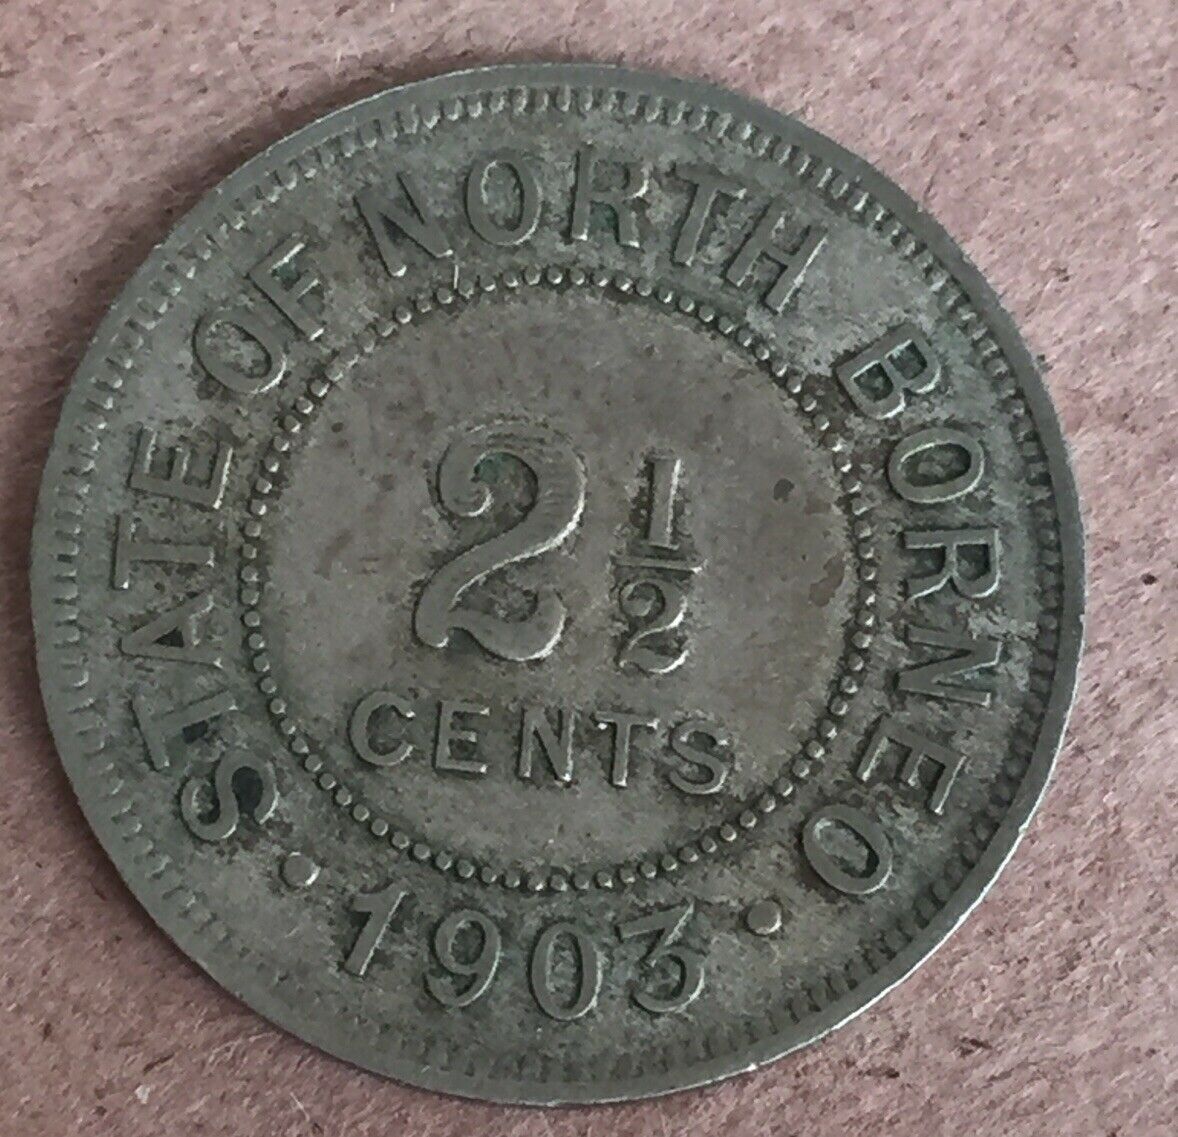 STATE OF NORTH BORNEO
2½
CENTS
· 1903 ·